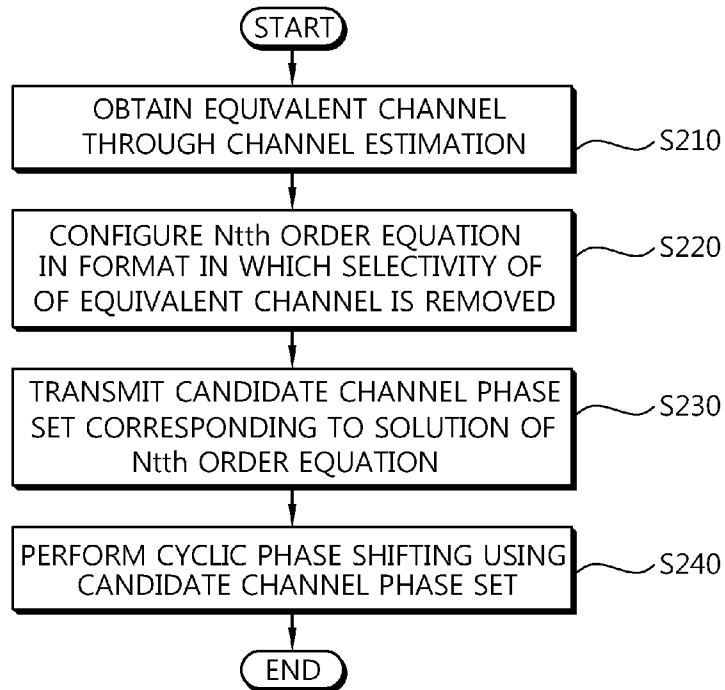 START
OBTAIN EQUIVALENT CHANNEL
THROUGH CHANNEL ESTIMATION
S210
CONFIGURE Ntth ORDER EQUATION
IN FORMAT IN WHICH SELECTIVITY OF
OF EQUIVALENT CHANNEL IS REMOVED
S220
TRANSMIT CANDIDATE CHANNEL PHASE
SET CORRESPONDING TO SOLUTION OF
Ntth ORDER EQUATION
S230
PERFORM CYCLIC PHASE SHIFTING USING
CANDIDATE CHANNEL PHASE SET
S240
END